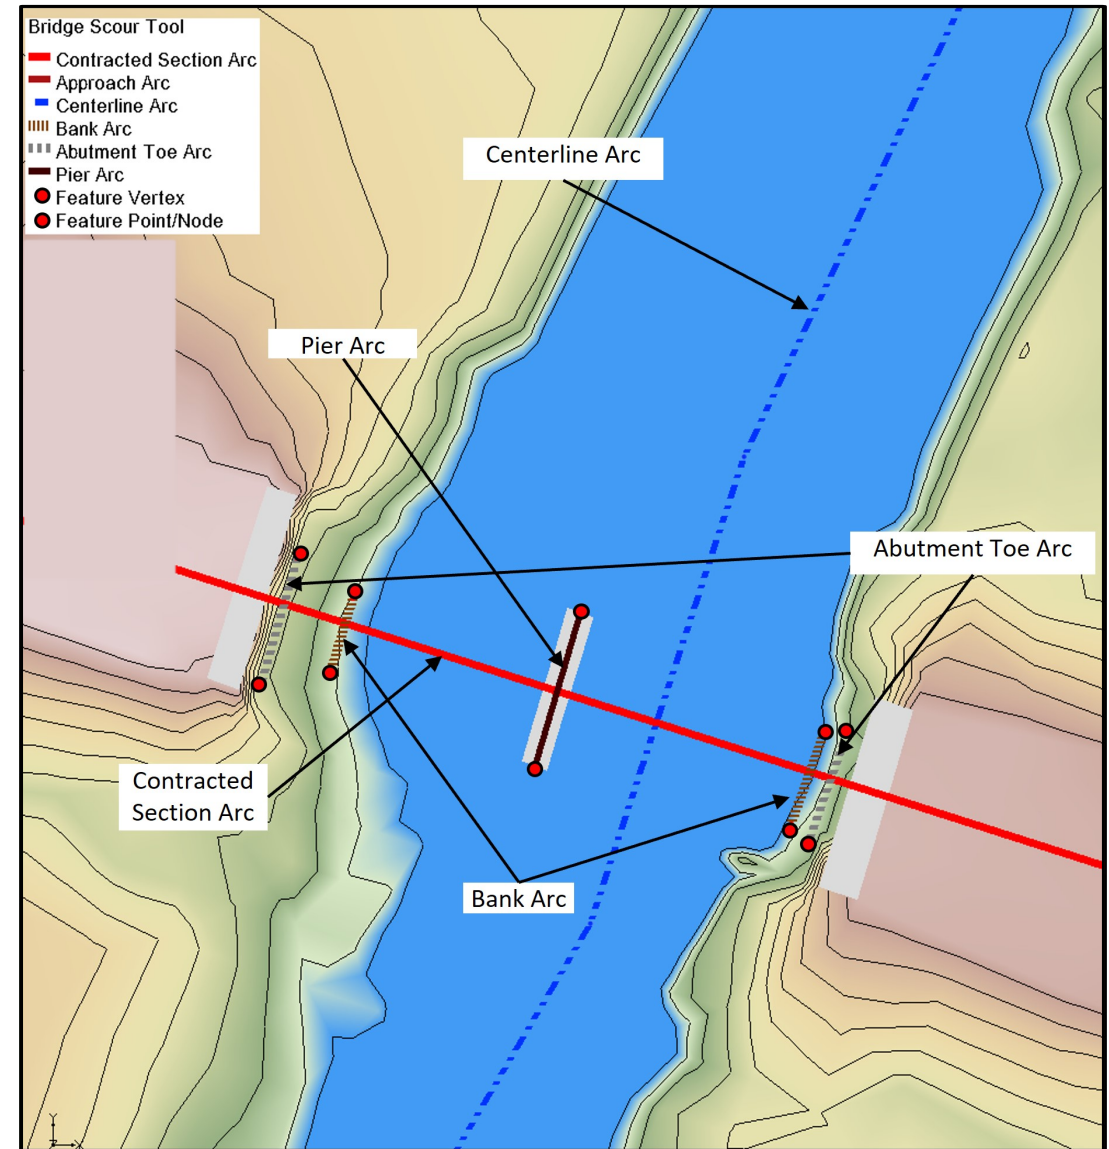 Bridge Scour Tool
Contracted Section Arc
Approach Arc
Centerline Arc
Bank Arc
Abutment Toe Arc
Pier Arc
Feature Vertex
Feature Point/Node
Centerline Arc
Pier Arc
Abutment Toe Arc
Contracted
Section Arc
Bank Arc
Y
X